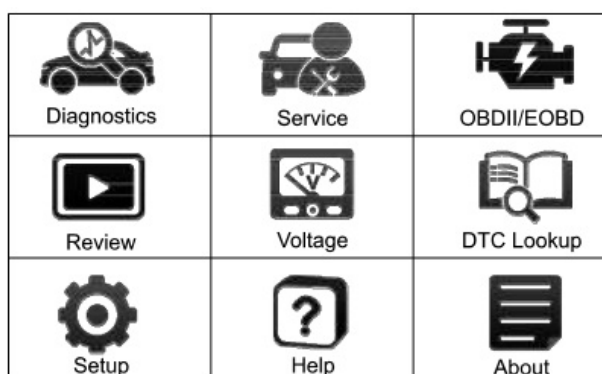 Diagnostics
Service
OBDII/EOBD
Review
Voltage
DTC Lookup
Setup
Help
About